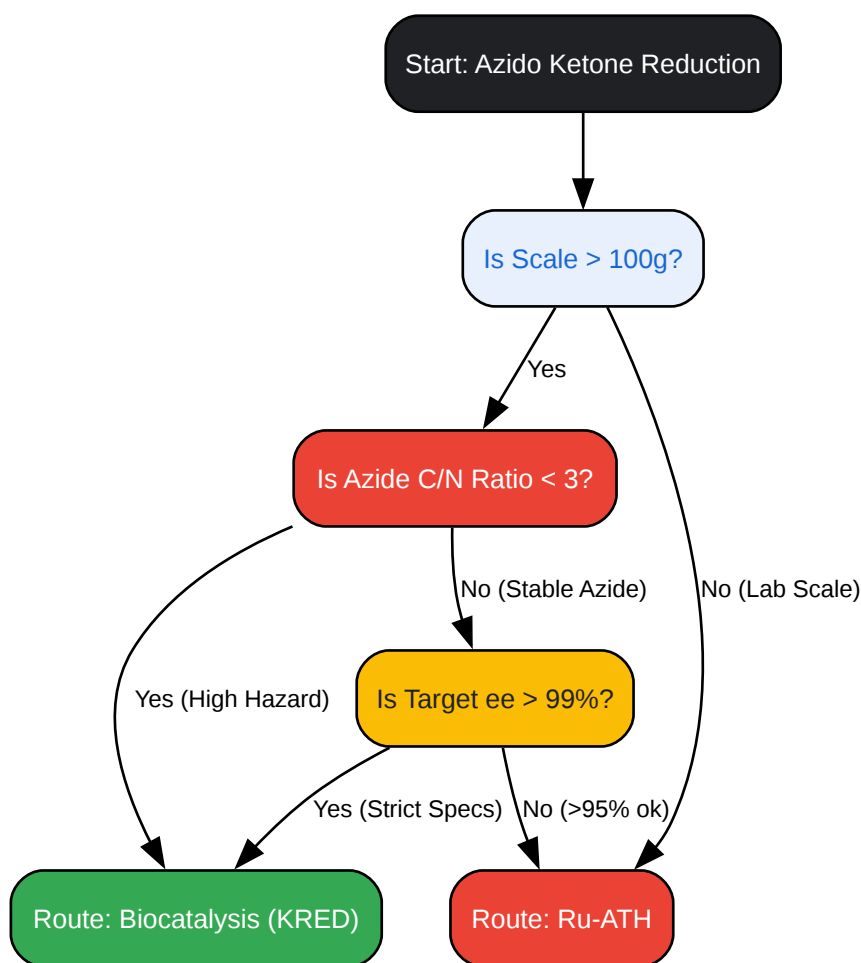 Start: Azido Ketone Reduction
Is Scale > 100g?
Yes
Is Azide C/N Ratio < 3?
No (Stable Azide)
No (Lab Scale)
Yes (High Hazard)
Is Target ee > 99%?
Yes (Strict Specs)
No (>95% ok)
Route: Biocatalysis (KRED)
Route: Ru-ATH